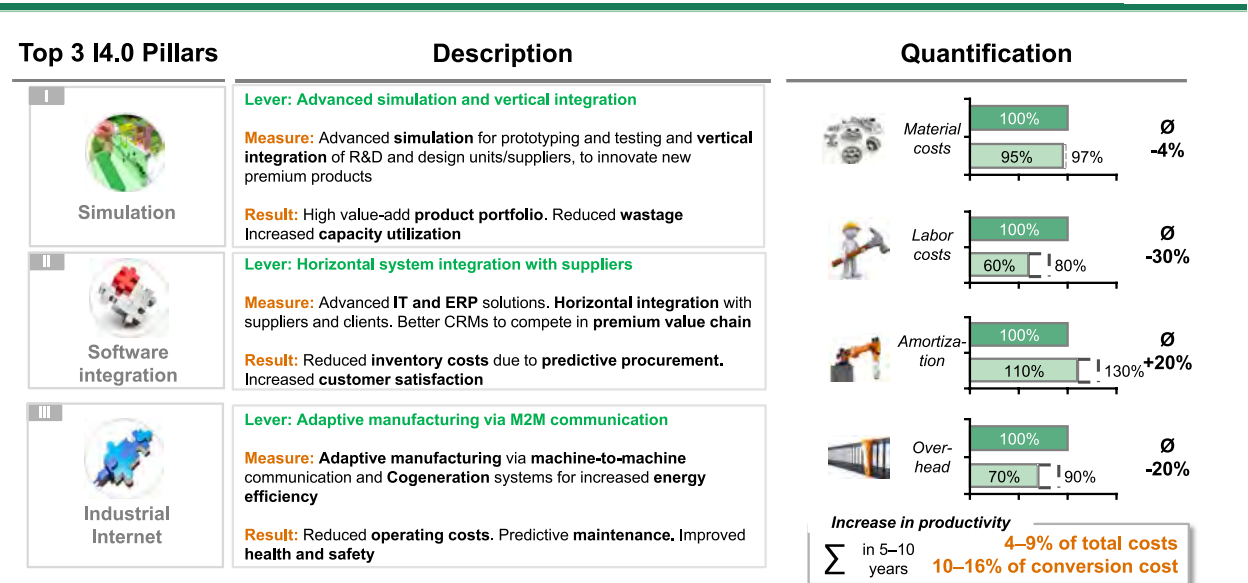 Top 3 I4.0 Pillars
Description
Quantification
I
Simulation
Lever: Advanced simulation and vertical integration
Measure: Advanced simulation for prototyping and testing and vertical
integration of R&D and design units/suppliers, to innovate new
premium products
Result: High value-add product portfolio. Reduced wastage
Increased capacity utilization
II
Software
integration
Lever: Horizontal system integration with suppliers
Measure: Advanced IT and ERP solutions. Horizontal integration with
suppliers and clients. Better CRMs to compete in premium value chain
Result: Reduced inventory costs due to predictive procurement.
Increased customer satisfaction
III
Industrial
Internet
Lever: Adaptive manufacturing via M2M communication
Measure: Adaptive manufacturing via machine-to-machine
communication and Cogeneration systems for increased energy
efficiency
Result: Reduced operating costs. Predictive maintenance. Improved
health and safety
Material
costs
100%
95%
97%
Ø
-4%
Labor
costs
100%
60%
80%
Ø
-30%
Amortiza-
tion
100%
110%
130%
Ø
+20%
Over-
head
100%
70%
90%
Ø
-20%
Increase in productivity
∑
in 5–10
years
4–9% of total costs
10–16% of conversion cost